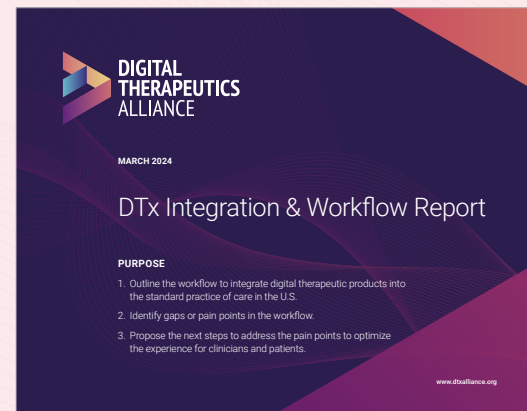 DIGITAL
THERAPEUTICS
ALLIANCE
MARCH 2024
DTx Integration & Workflow Report
PURPOSE
1. Outline the workflow to integrate digital therapeutic products into
the standard practice of care in the U.S.
2. Identify gaps or pain points in the workflow.
3. Propose the next steps to address the pain points to optimize
the experience for clinicians and patients.
www.dtxalliance.org